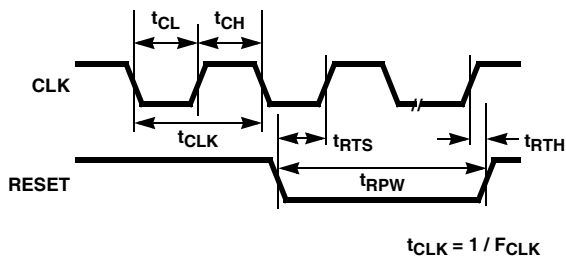 tCL tCH
CLK
tCLK
tRTS
tRTH
RESET
tRPW
tCLK = 1 / FCLK